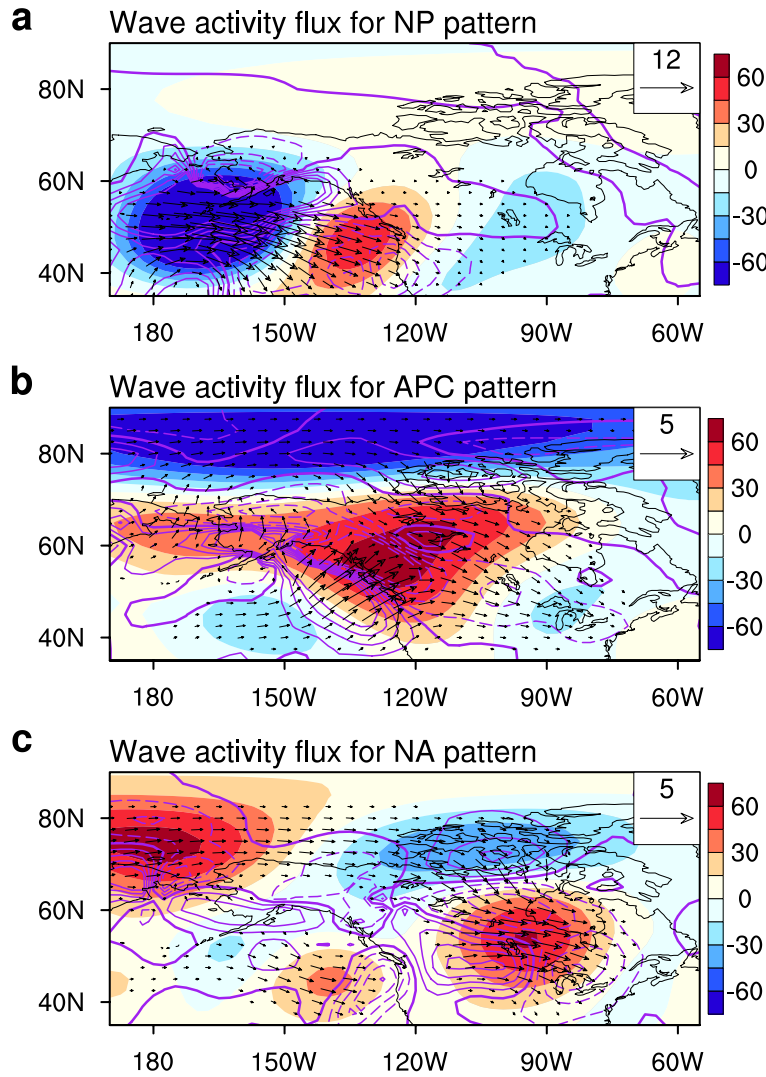 a
Wave activity flux for NP pattern
12
80N
60N
40N
180 150W 120W 90W 60W
60
30
0
-30
-60
b
Wave activity flux for APC pattern
5
80N
60N
40N
180 150W 120W 90W 60W
60
30
0
-30
-60
c
Wave activity flux for NA pattern
5
80N
60N
40N
180 150W 120W 90W 60W
60
30
0
-30
-60